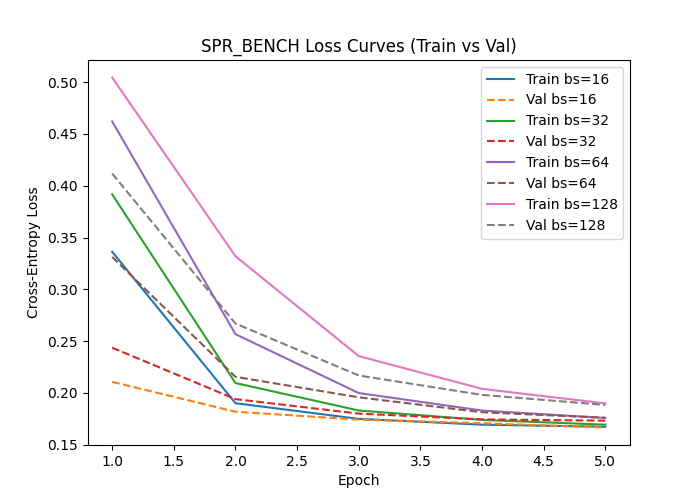 SPR_BENCH Loss Curves (Train vs Val)
Cross-Entropy Loss
0.50
0.45
0.40
0.35
0.30
0.25
0.20
0.15
Train bs=16
Val bs=16
Train bs=32
Val bs=32
Train bs=64
Val bs=64
Train bs=128
Val bs=128
1.0 1.5 2.0 2.5 3.0 3.5 4.0 4.5 5.0
Epoch